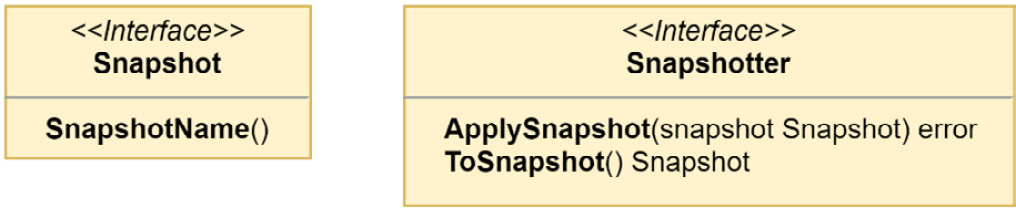 <<Interface>>
Snapshot
SnapshotName()
<<Interface>>
Snapshotter
ApplySnapshot(snapshot Snapshot) error
ToSnapshot() Snapshot